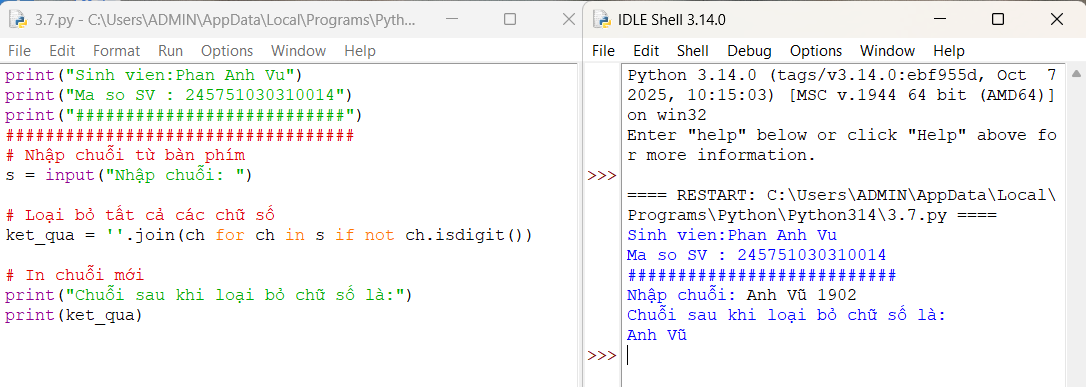 3.7.py - C:\Users\ADMIN\AppData\Local\Programs\Pyth...
File Edit Format Run Options Window Help
print("Sinh vien:Phan Anh Vu")
print("Ma so SV : 245751030310014")
print("###########################")
###################################
# Nhập chuỗi từ bàn phím
s = input("Nhập chuỗi: ")
# Loại bỏ tất cả các chữ số
ket_qua = ''.join(ch for ch in s if not ch.isdigit())
# In chuỗi mới
print("Chuỗi sau khi loại bỏ chữ số là:")
print(ket_qua)
IDLE Shell 3.14.0
File Edit Shell Debug Options Window Help
Python 3.14.0 (tags/v3.14.0:ebf955d, Oct 7
2025, 10:15:03) [MSC v.1944 64 bit (AMD64)]
on win32
Enter "help" below or click "Help" above fo
r more information.
>>>
==== RESTART: C:\Users\ADMIN\AppData\Local\
Programs\Python\Python314\3.7.py ====
Sinh vien:Phan Anh Vu
Ma so SV : 245751030310014
###########################
Nhập chuỗi: Anh Vũ 1902
Chuỗi sau khi loại bỏ chữ số là:
Anh Vũ
>>>